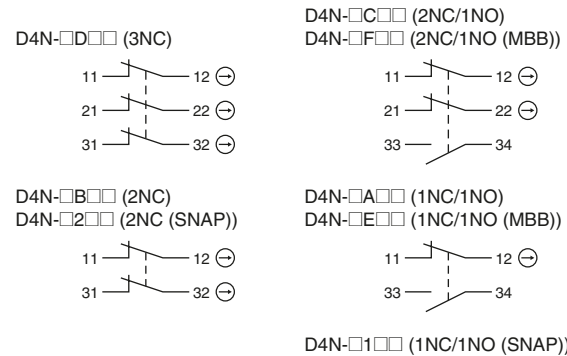 D4N-□D□□ (3NC)
11 12
21 22
31 32
D4N-□C□□ (2NC/1NO)
D4N-□F□□ (2NC/1NO (MBB))
11 12
21 22
33 34
D4N-□B□□ (2NC)
D4N-□2□□ (2NC (SNAP))
11 12
31 32
D4N-□A□□ (1NC/1NO)
D4N-□E□□ (1NC/1NO (MBB))
11 12
33 34
D4N-□1□□ (1NC/1NO (SNAP))